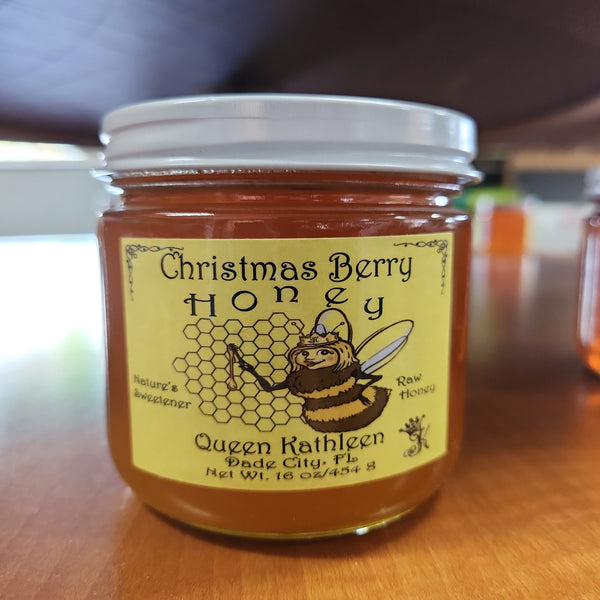 Christmas Berry
Honey
Nature's
Sweetener
Raw
Honey
Queen Kathleen
Dade City, FL
Net Wt. 16 oz/454 g
K